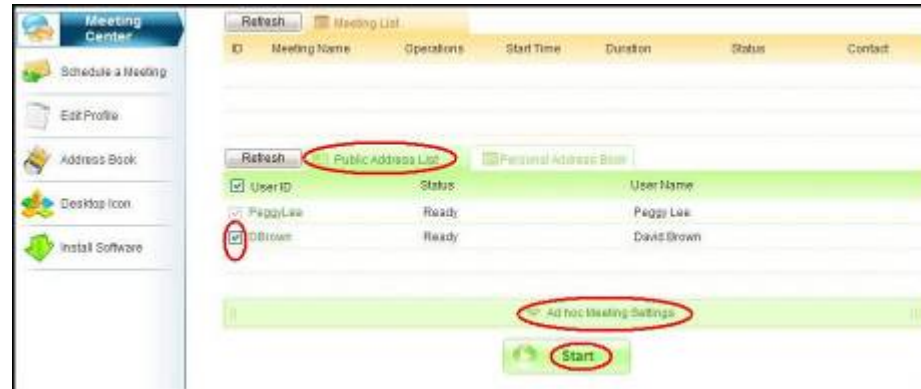 Meeting Center
Schedule a Meeting
Edit Profile
Address Book
Desktop Icon
Install Software
Refresh Meeting List
ID Meeting Name Operations Start Time Duration Status Contact
Refresh Public Address List Personal Address Book
User ID Status User Name
PeggyLee Ready Peggy Lee
DBrown Ready David Brown
Ad hoc Meeting Settings
Start